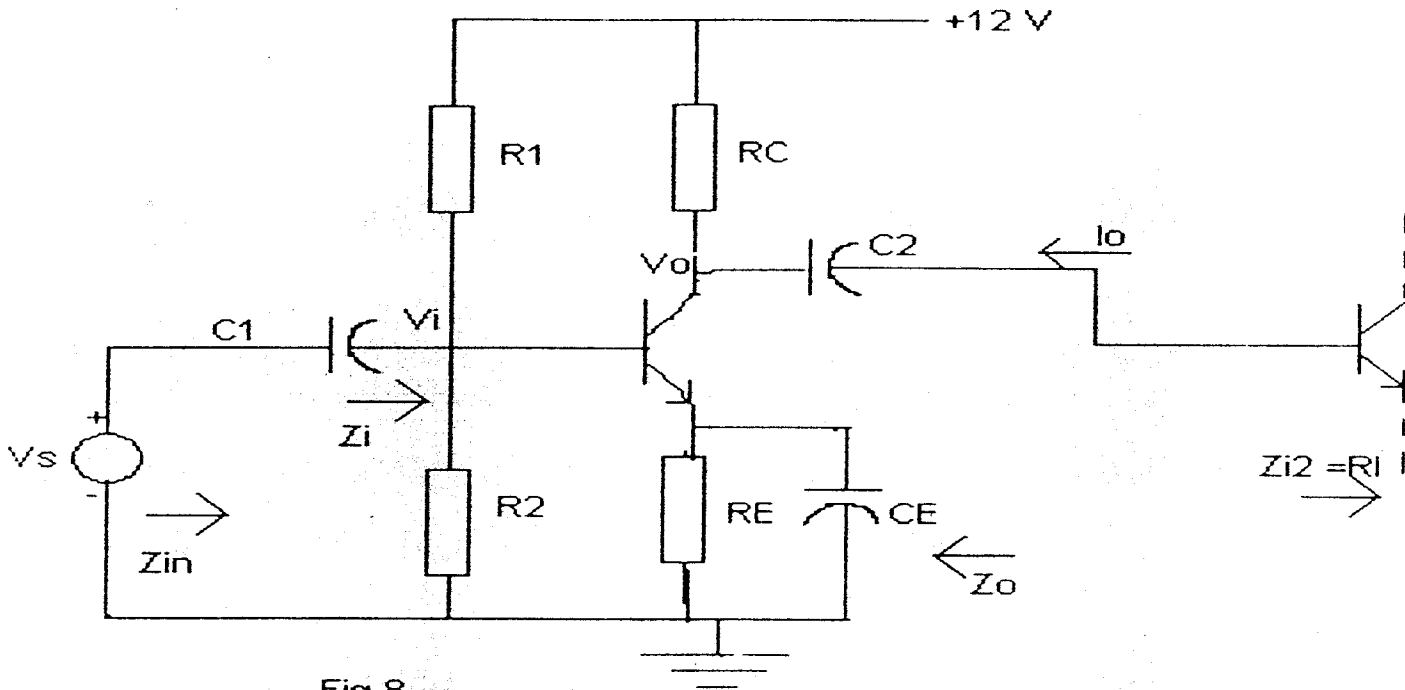 +12 V
R1
RC
Vo
C2
Io
C1
Vi
Zi
Vs
+
-
Zin
R2
RE
CE
Zo
Zi2 =Rl
Fig 8